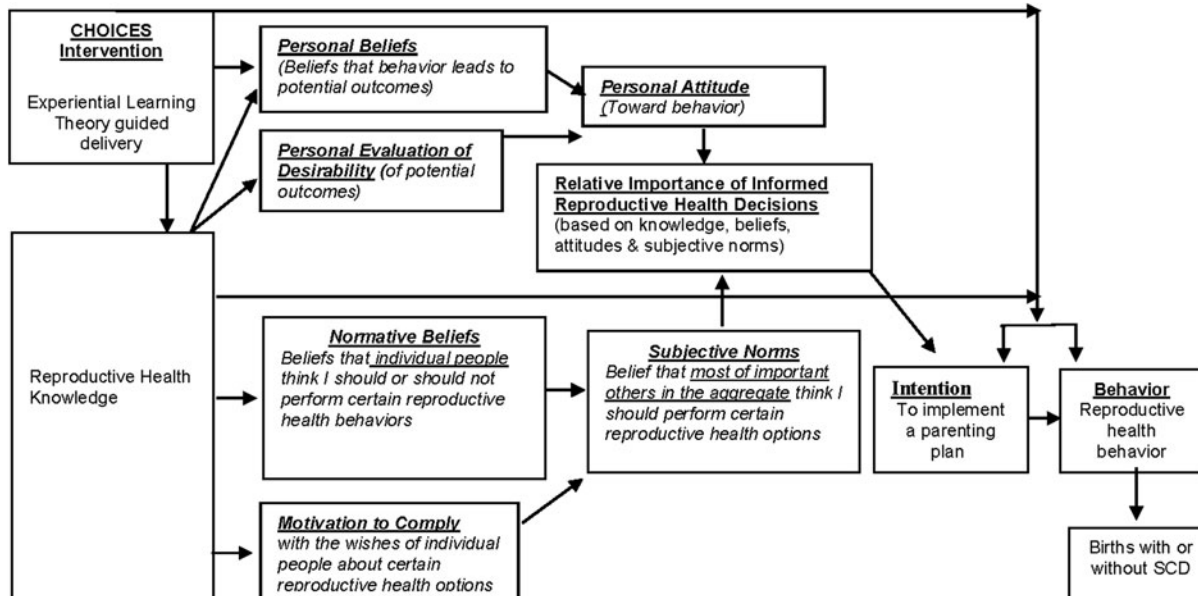 CHOICES
Intervention
Experiential Learning
Theory guided
delivery
Personal Beliefs
(Beliefs that behavior leads to
potential outcomes)
Personal Attitude
(Toward behavior)
Personal Evaluation of
Desirability (of potential
outcomes)
Relative Importance of Informed
Reproductive Health Decisions
(based on knowledge, beliefs,
attitudes & subjective norms)
Reproductive Health
Knowledge
Normative Beliefs
Beliefs that individual people
think I should or should not
perform certain reproductive
health behaviors
Subjective Norms
Belief that most of important
others in the aggregate think I
should perform certain
reproductive health options
Intention
To implement
a parenting
plan
Behavior
Reproductive
health
behavior
Motivation to Comply
with the wishes of individual
people about certain
reproductive health options
Births with or
without SCD